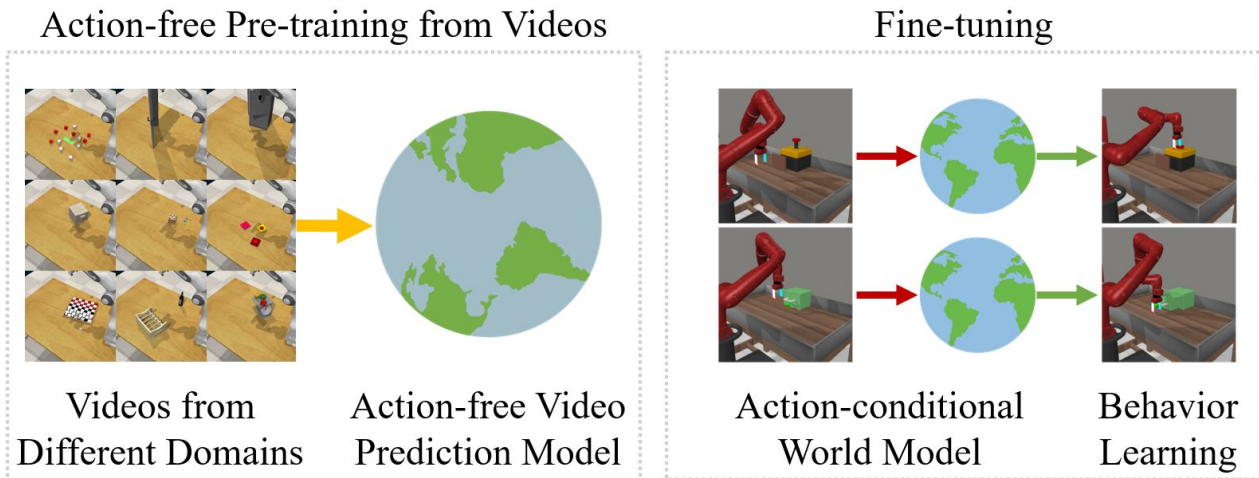 Action-free Pre-training from Videos
Fine-tuning
Videos from
Different Domains
Action-free Video
Prediction Model
Action-conditional
World Model
Behavior
Learning